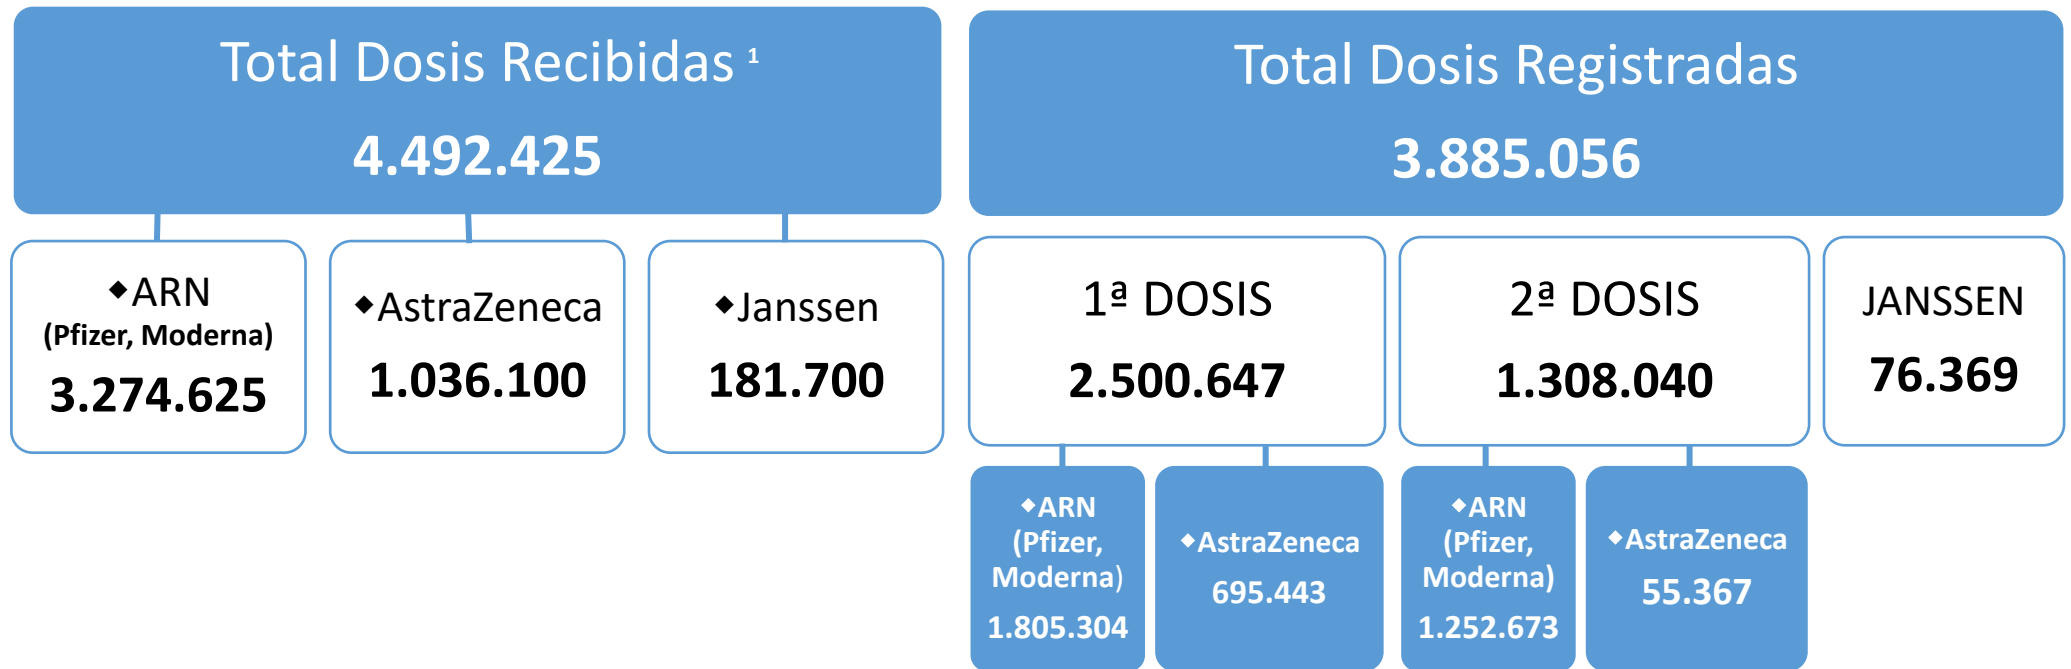 Total Dosis Recibidas ¹
4.492.425
◆ARN
(Pfizer, Moderna)
3.274.625
◆AstraZeneca
1.036.100
◆Janssen
181.700
Total Dosis Registradas
3.885.056
1ª DOSIS
2.500.647
2ª DOSIS
1.308.040
JANSSEN
76.369
◆ARN
(Pfizer,
Moderna)
1.805.304
◆AstraZeneca
695.443
◆ARN
(Pfizer,
Moderna)
1.252.673
◆AstraZeneca
55.367